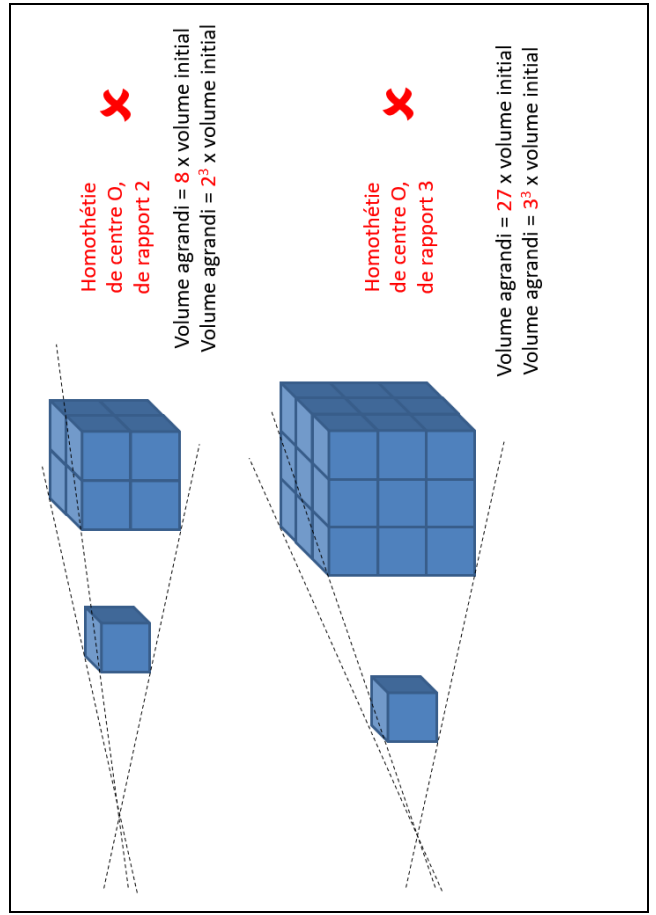 Homothétie
de centre O,
de rapport 2
Volume agrandi = 8 x volume initial
Volume agrandi = 2³ x volume initial
Homothétie
de centre O,
de rapport 3
Volume agrandi = 27 x volume initial
Volume agrandi = 3³ x volume initial